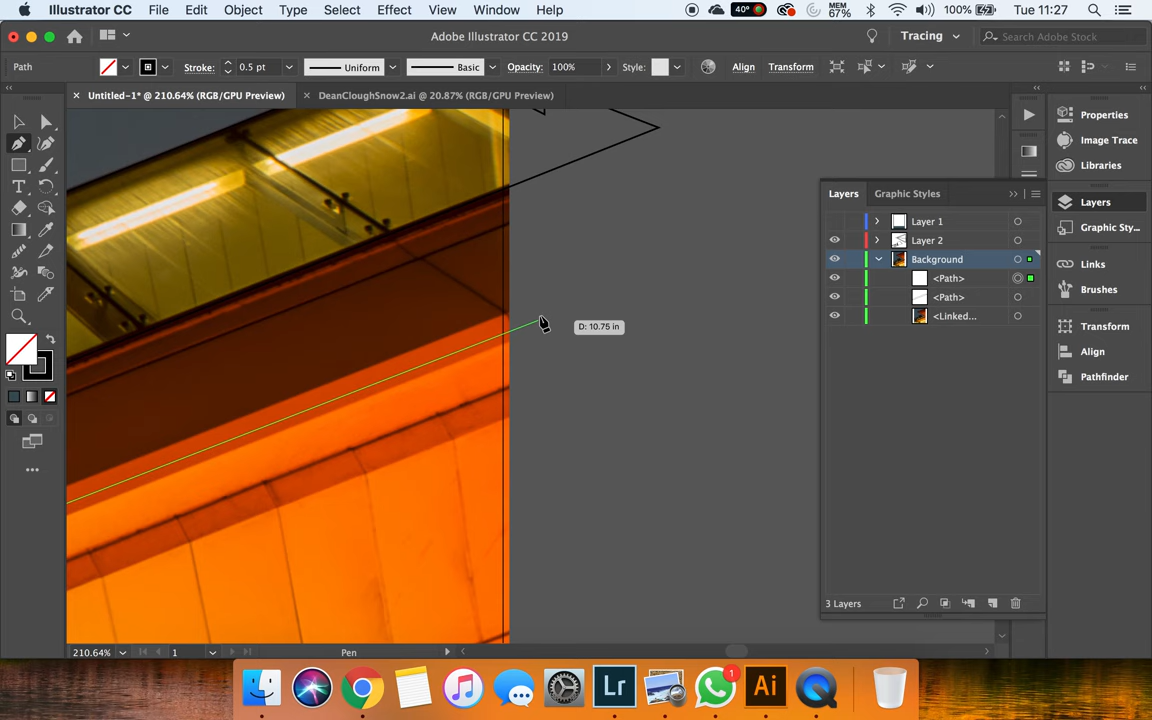 Illustrator CC File Edit Object Type Select Effect View Window Help 40° MEM 67% 100% Tue 11:27
Adobe Illustrator CC 2019 Tracing Search Adobe Stock
Path Stroke: 0.5 pt Uniform Basic Opacity: 100% Style: Align Transform
× Untitled-1* @ 210.64% (RGB/GPU Preview) × DeanCloughSnow2.ai @ 20.87% (RGB/GPU Preview)
Properties
Image Trace
Libraries
Layers
Graphic Sty...
Links
Brushes
Transform
Align
Pathfinder
Layers Graphic Styles
Layer 1
Layer 2
Background
<Path>
<Path>
<Linked...
3 Layers
D: 10.75 in
210.64% 1 Pen
1
Lr
Ai